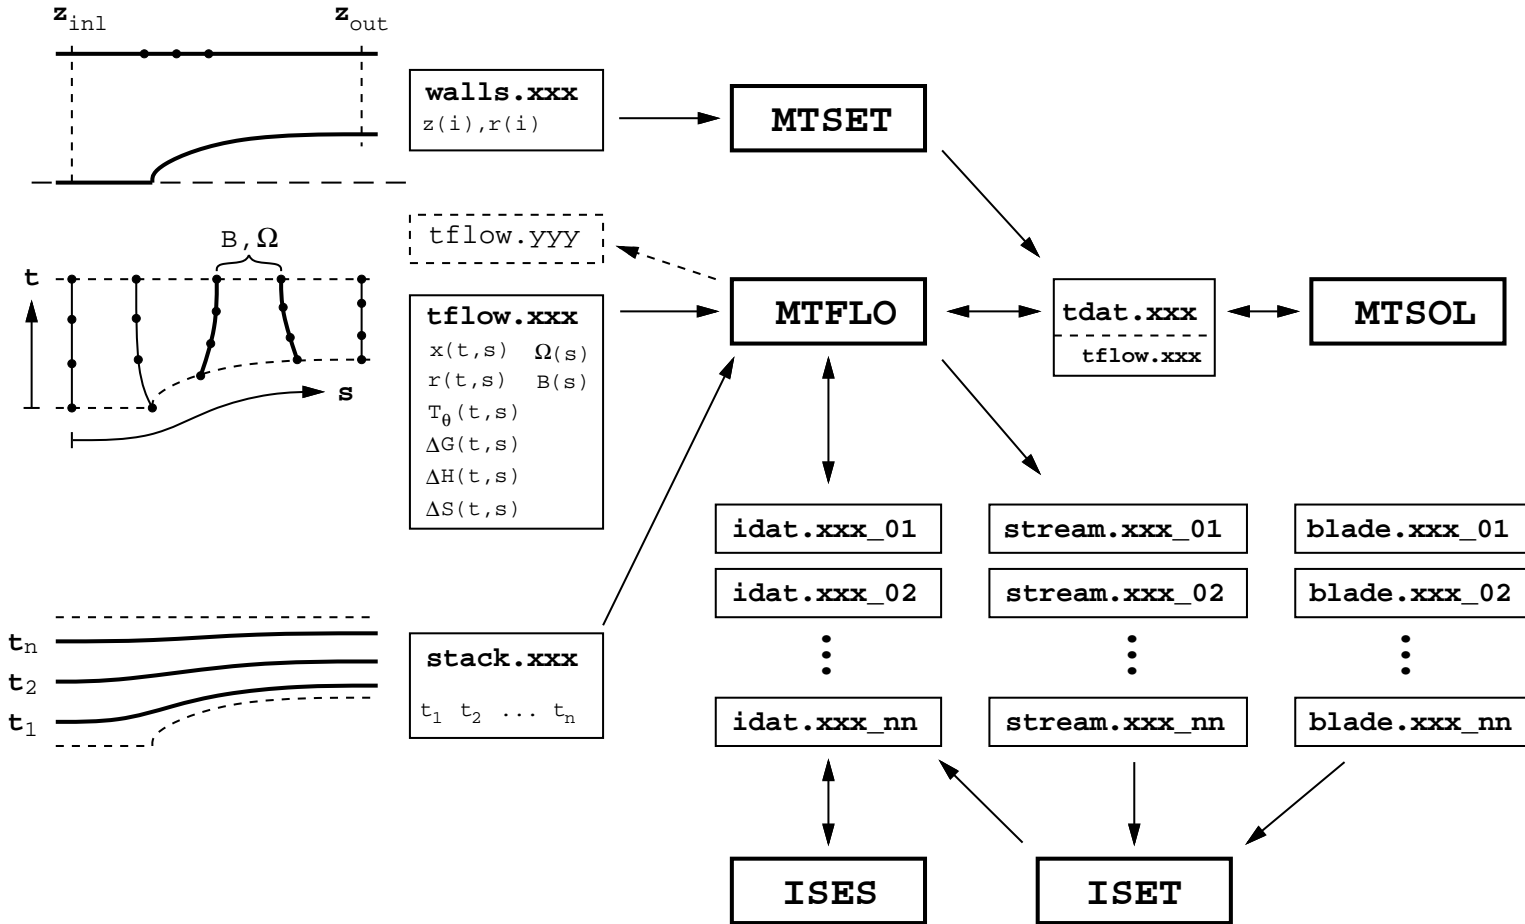 z_inl z_out
walls.xxx
z(i),r(i)
MTSET
tflow.yyy
B,Ω
t
s
tflow.xxx
x(t,s) Ω(s)
r(t,s) B(s)
T_θ(t,s)
ΔG(t,s)
ΔH(t,s)
ΔS(t,s)
MTFLO
tdat.xxx
tflow.xxx
MTSOL
idat.xxx_01 stream.xxx_01 blade.xxx_01
idat.xxx_02 stream.xxx_02 blade.xxx_02
idat.xxx_nn stream.xxx_nn blade.xxx_nn
t_n
t_2
t_1
stack.xxx
t_1 t_2 ... t_n
ISES ISET